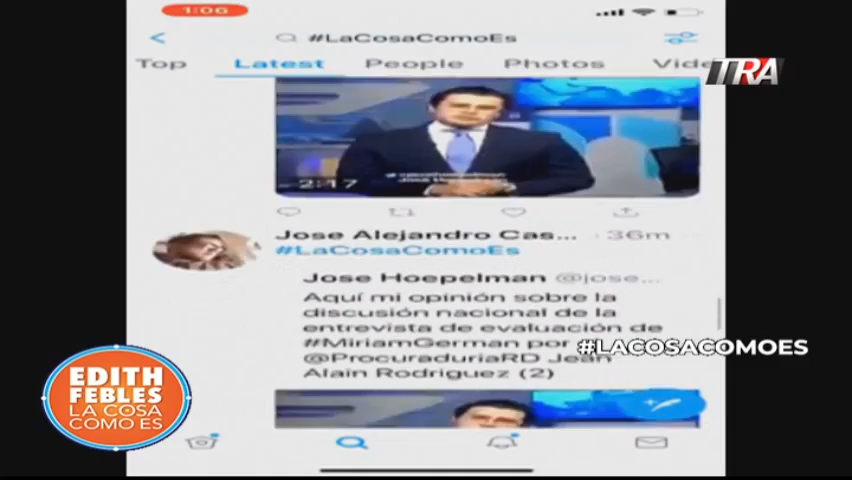 1:06
#LaCosaComoEs
Top Latest People Photos Vide
TRA
2:17
Jose Alejandro Cas... · 36m
#LaCosaComoEs
Jose Hoepelman @jose...
Aquí mi opinión sobre la
discusión nacional de la
entrevista de evaluación de
#MiriamGerman por
@ProcuraduriaRD Jean
Alain Rodriguez (2)
#LACOSACOMOES
EDITH
FEBLES
LA COSA
COMO ES